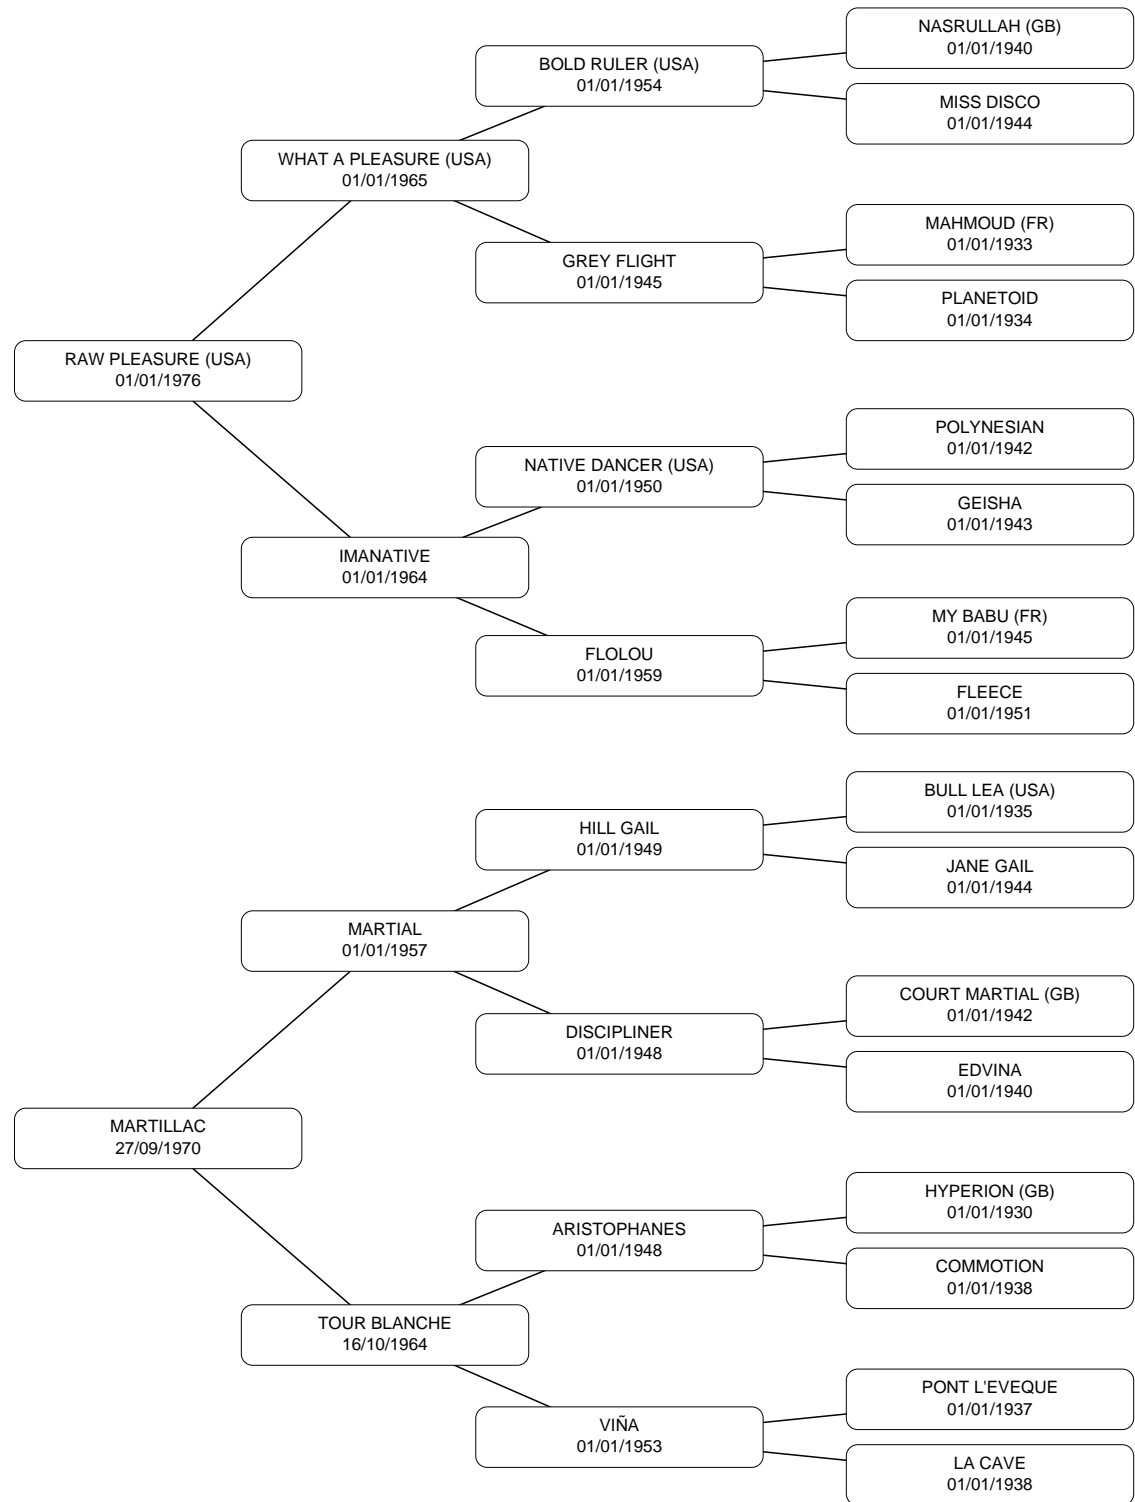 NASRULLAH (GB)
01/01/1940
BOLD RULER (USA)
01/01/1954
MISS DISCO
01/01/1944
WHAT A PLEASURE (USA)
01/01/1965
MAHMOUD (FR)
01/01/1933
GREY FLIGHT
01/01/1945
PLANETOID
01/01/1934
RAW PLEASURE (USA)
01/01/1976
POLYNESIAN
01/01/1942
NATIVE DANCER (USA)
01/01/1950
GEISHA
01/01/1943
IMANATIVE
01/01/1964
MY BABU (FR)
01/01/1945
FLOLOU
01/01/1959
FLEECE
01/01/1951
BULL LEA (USA)
01/01/1935
HILL GAIL
01/01/1949
JANE GAIL
01/01/1944
MARTIAL
01/01/1957
COURT MARTIAL (GB)
01/01/1942
DISCIPLINER
01/01/1948
EDVINA
01/01/1940
MARTILLAC
27/09/1970
HYPERION (GB)
01/01/1930
ARISTOPHANES
01/01/1948
COMMOTION
01/01/1938
TOUR BLANCHE
16/10/1964
PONT L'EVEQUE
01/01/1937
VIÑA
01/01/1953
LA CAVE
01/01/1938